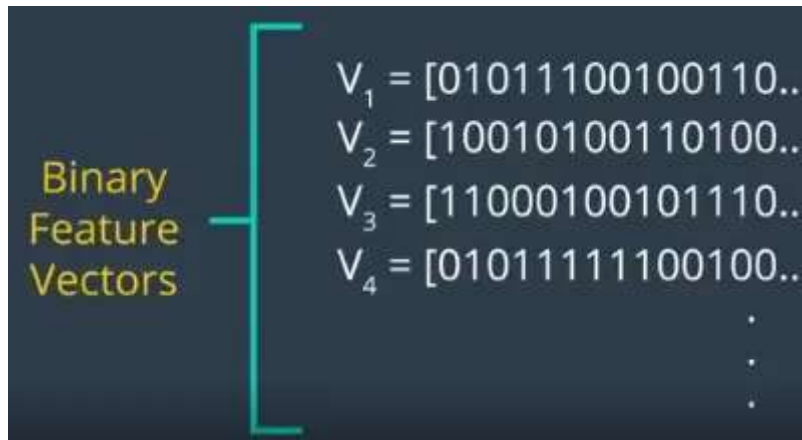 Binary
Feature
Vectors
V₁ = [01011100100110..
V₂ = [10010100110100..
V₃ = [11000100101110..
V₄ = [01011111100100..
.
.
.